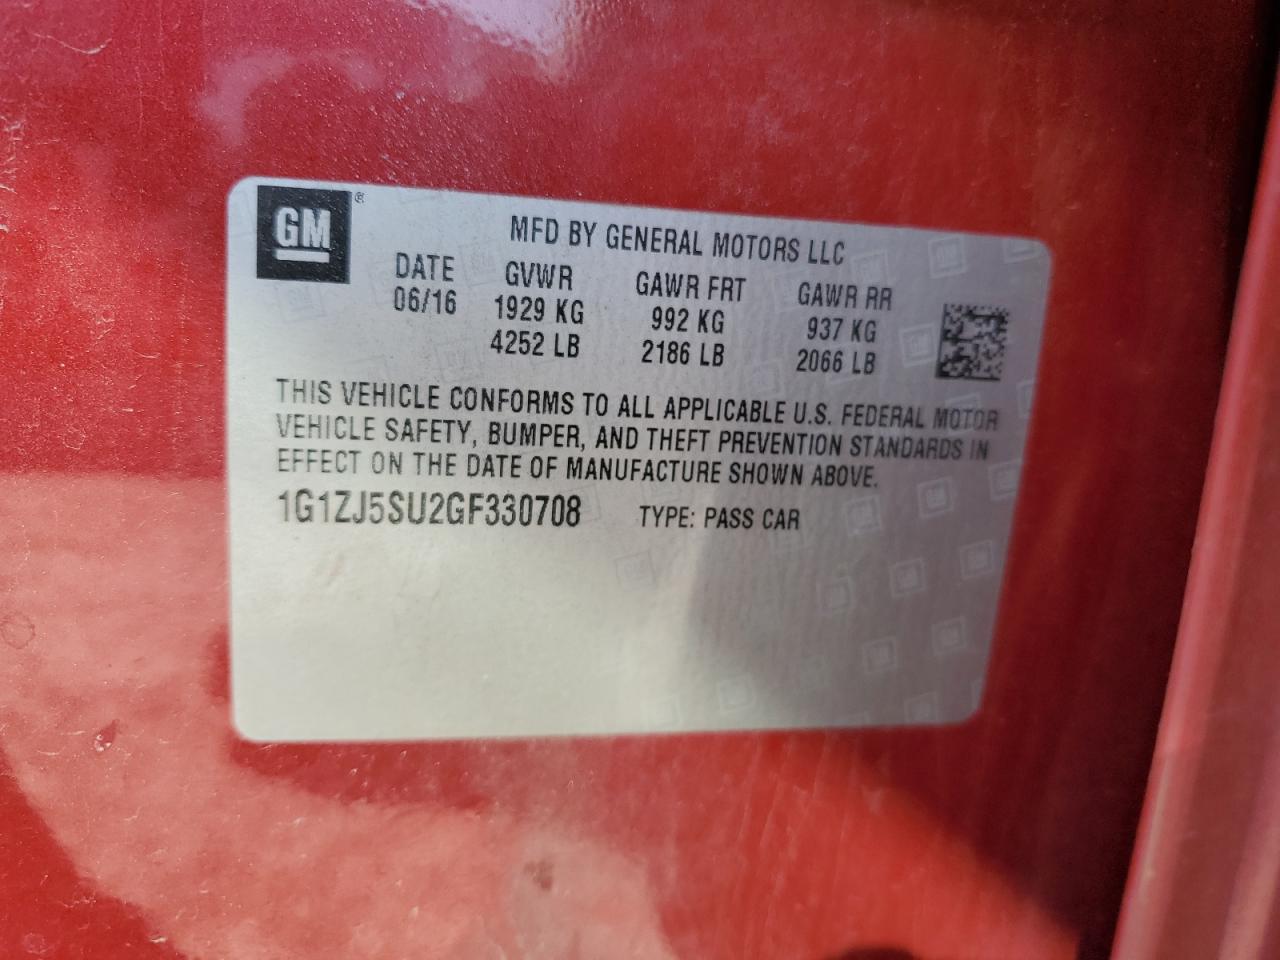 GM®
MFD BY GENERAL MOTORS LLC
DATE GVWR GAWR FRT GAWR RR
06/16 1929 KG 992 KG 937 KG
4252 LB 2186 LB 2066 LB
THIS VEHICLE CONFORMS TO ALL APPLICABLE U.S. FEDERAL MOTOR
VEHICLE SAFETY, BUMPER, AND THEFT PREVENTION STANDARDS IN
EFFECT ON THE DATE OF MANUFACTURE SHOWN ABOVE.
1G1ZJ5SU2GF330708 TYPE: PASS CAR